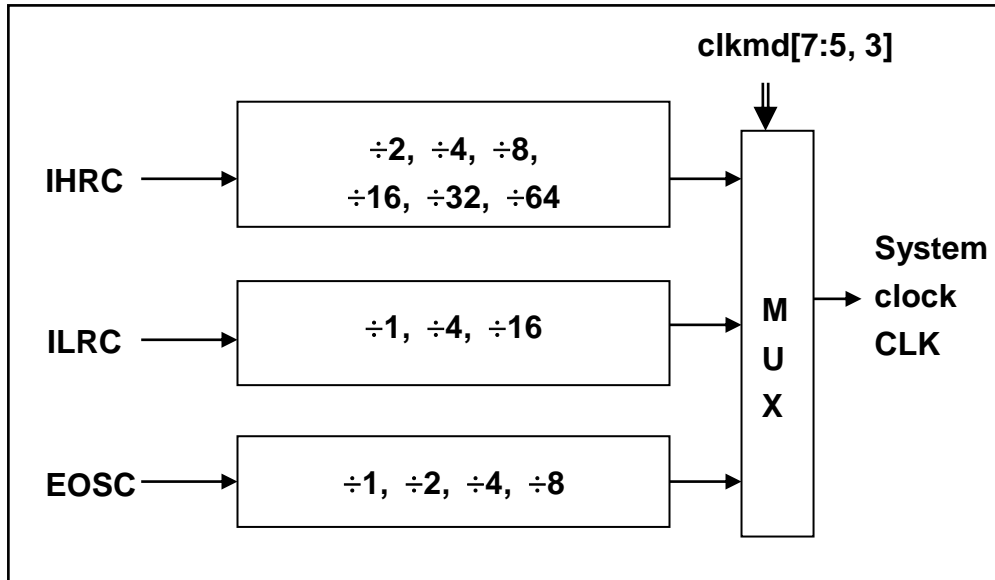 clkmd[7:5, 3]
IHRC
÷2, ÷4, ÷8,
÷16, ÷32, ÷64
ILRC
÷1, ÷4, ÷16
EOSC
÷1, ÷2, ÷4, ÷8
M
U
X
System
clock
CLK